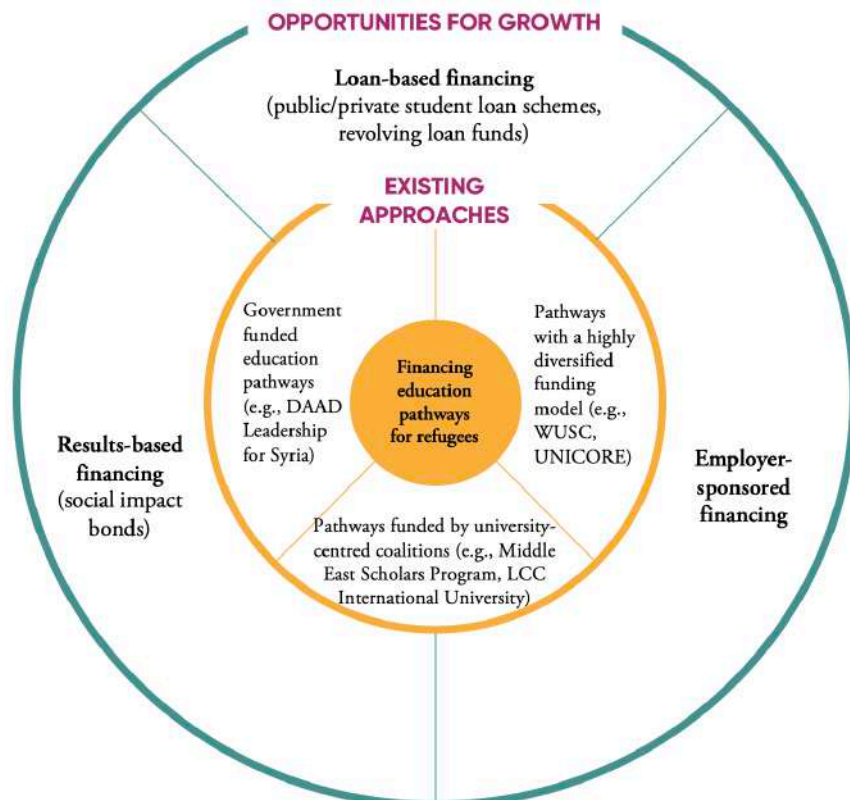 OPPORTUNITIES FOR GROWTH
Loan-based financing
(public/private student loan schemes,
revolving loan funds)
EXISTING
APPROACHES
Government
funded
education
pathways
(e.g., DAAD
Leadership
for Syria)
Financing
education
pathways
for refugees
Pathways
with a highly
diversified
funding
model (e.g.,
WUSC,
UNICORE)
Results-based
financing
(social impact
bonds)
Employer-
sponsored
financing
Pathways funded by university-
centred coalitions (e.g., Middle
East Scholars Program, LCC
International University)